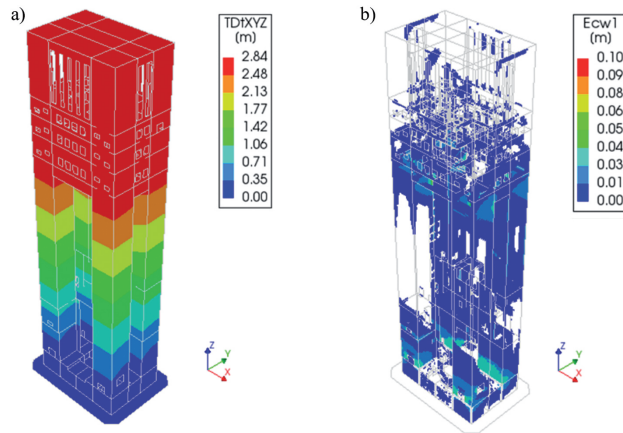 a)
TDtXYZ
(m)
2.84
2.48
2.13
1.77
1.42
1.06
0.71
0.35
0.00
Z
Y
X
b)
Ecw1
(m)
0.10
0.09
0.08
0.06
0.05
0.04
0.03
0.01
0.00
Z
Y
X